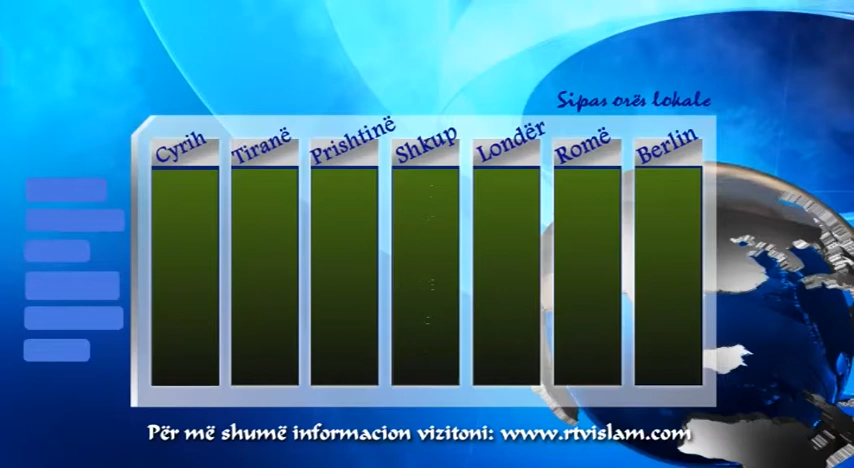 Sipas orës lokale
Cyrih Tiranë Prishtinë Shkup Londër Romë Berlin
Për më shumë informacion vizitoni: www.rtvislam.com